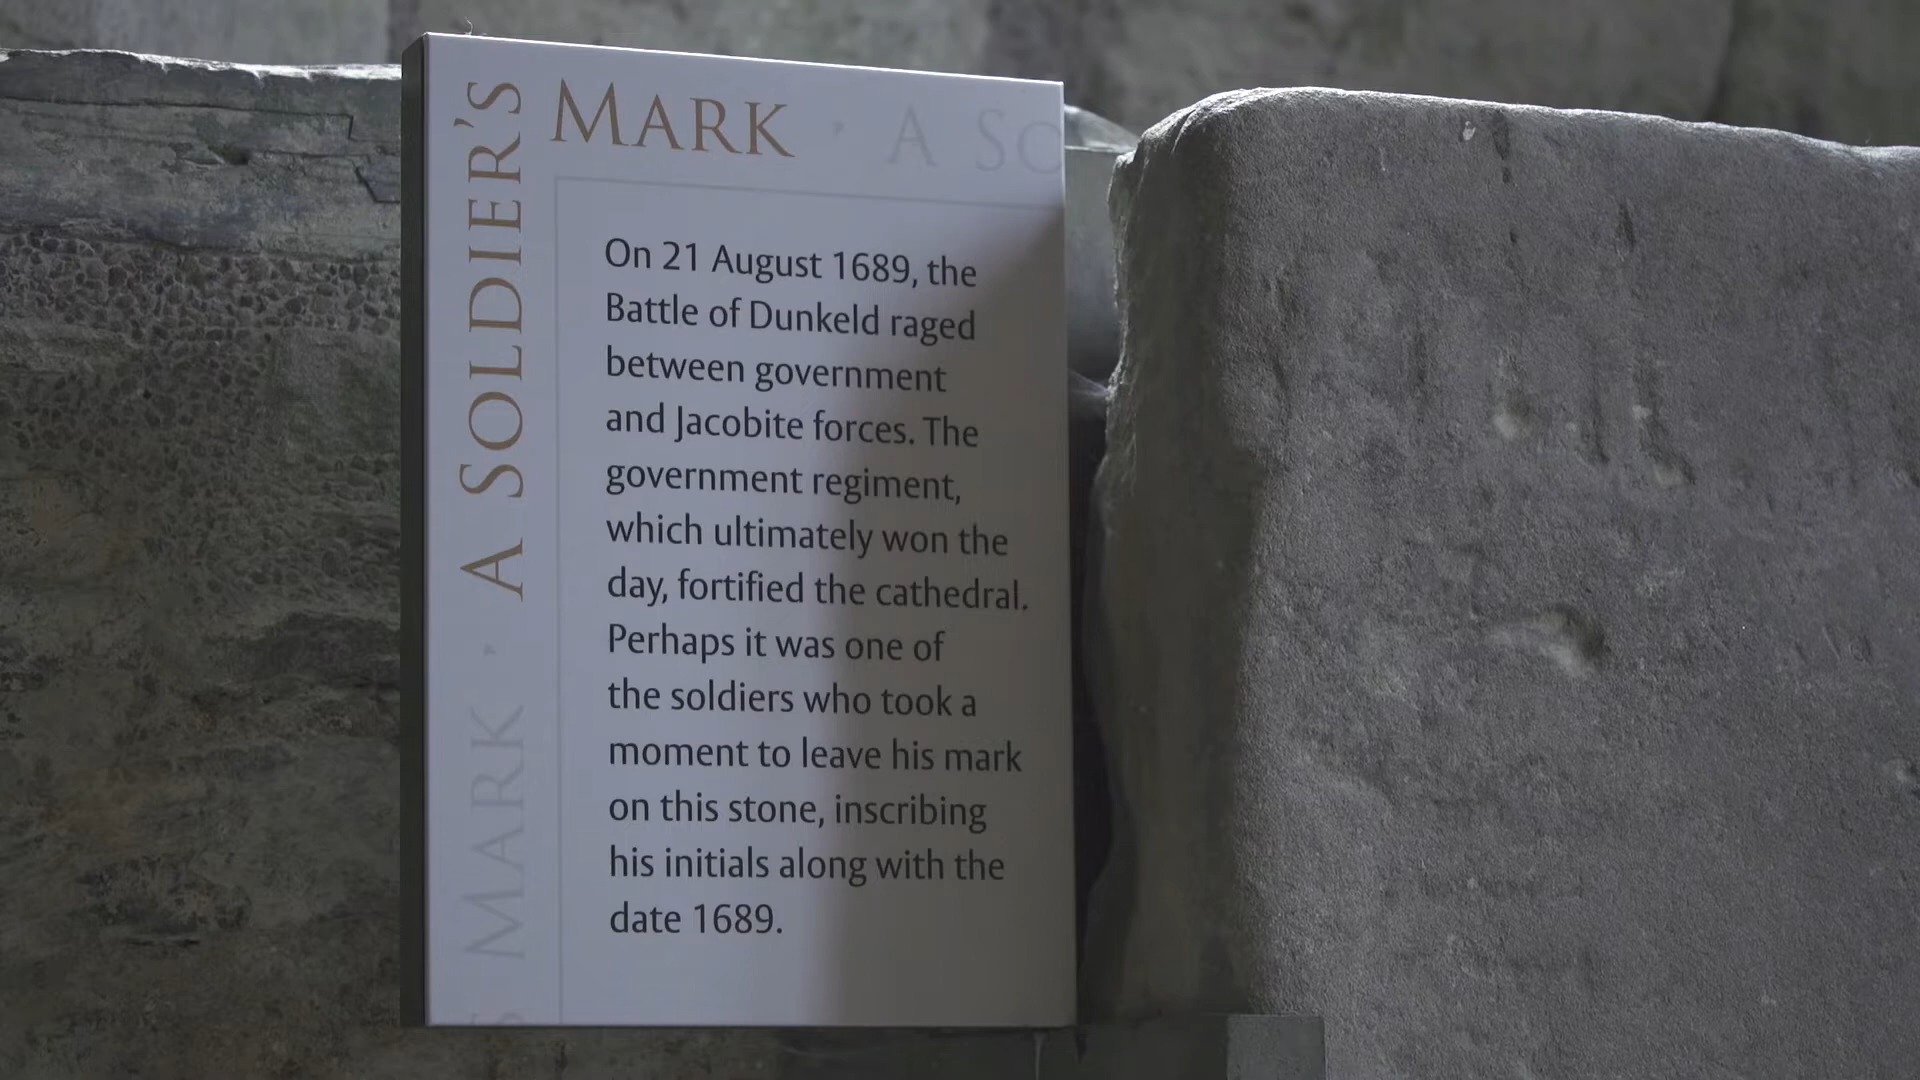 A SOLDIER'S MARK · A SO
S MARK ·
On 21 August 1689, the
Battle of Dunkeld raged
between government
and Jacobite forces. The
government regiment,
which ultimately won the
day, fortified the cathedral.
Perhaps it was one of
the soldiers who took a
moment to leave his mark
on this stone, inscribing
his initials along with the
date 1689.